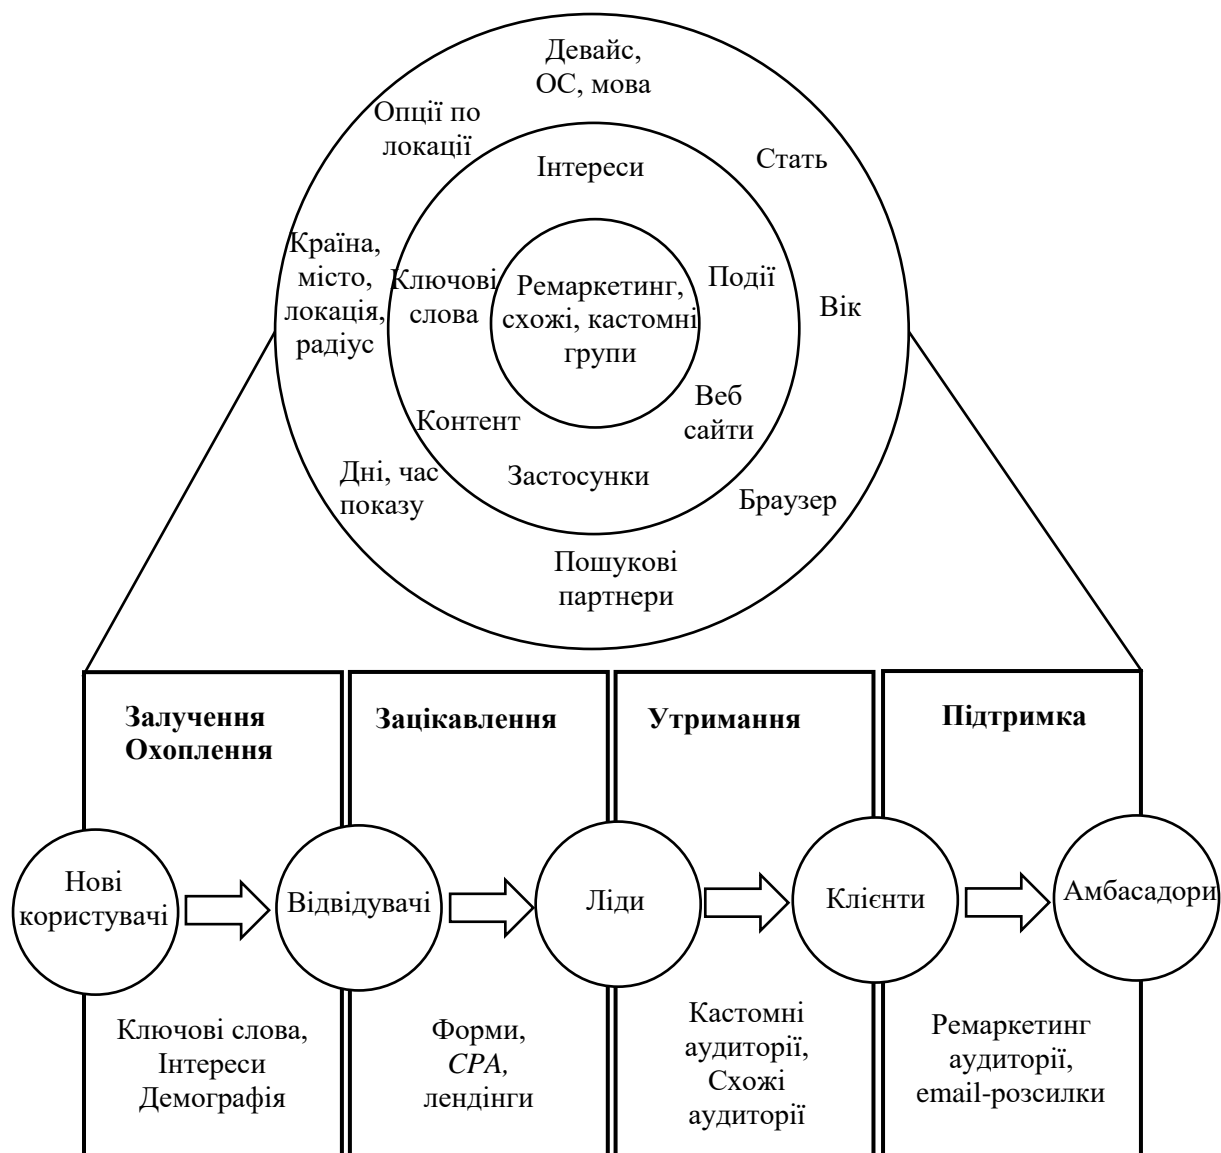 Девайс,
ОС, мова
Опції по
локації
Стать
Інтереси
Країна,
місто,
локація,
радіус
Ключові
слова
Ремаркетинг,
схожі, кастомні
групи
Події
Вік
Контент
Веб
сайти
Дні, час
показу
Застосунки
Браузер
Пошукові
партнери
Залучення
Охоплення
Зацікавлення
Утримання
Підтримка
Нові
користувачі
Відвідувачі
Ліди
Клієнти
Амбасадори
Ключові слова,
Інтереси
Демографія
Форми,
CPA,
лендінги
Кастомні
аудиторії,
Схожі
аудиторії
Ремаркетинг
аудиторії,
email-розсилки